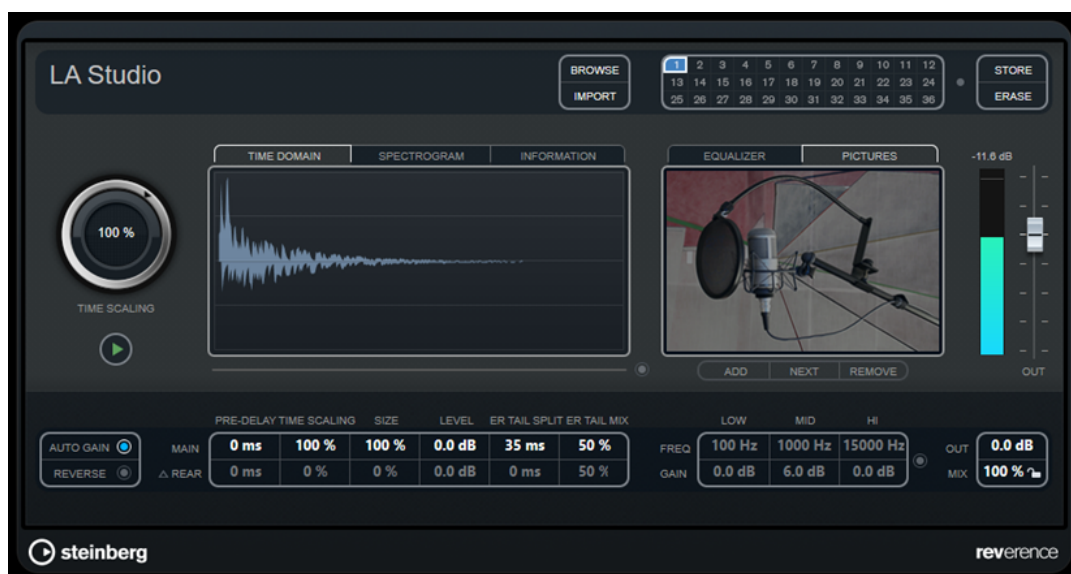 LA Studio
BROWSE
IMPORT
1 2 3 4 5 6 7 8 9 10 11 12
13 14 15 16 17 18 19 20 21 22 23 24
25 26 27 28 29 30 31 32 33 34 35 36
STORE
ERASE
TIME DOMAIN SPECTROGRAM INFORMATION
EQUALIZER PICTURES
-11.6 dB
100 %
TIME SCALING
ADD NEXT REMOVE
OUT
PRE-DELAY TIME SCALING SIZE LEVEL ER TAIL SPLIT ER TAIL MIX
LOW MID HI
AUTO GAIN MAIN 0 ms 100 % 100 % 0.0 dB 35 ms 50 %
FREQ 100 Hz 1000 Hz 15000 Hz OUT 0.0 dB
REVERSE △ REAR 0 ms 0 % 0 % 0.0 dB 0 ms 50 %
GAIN 0.0 dB 6.0 dB 0.0 dB MIX 100 %
steinberg
reverence